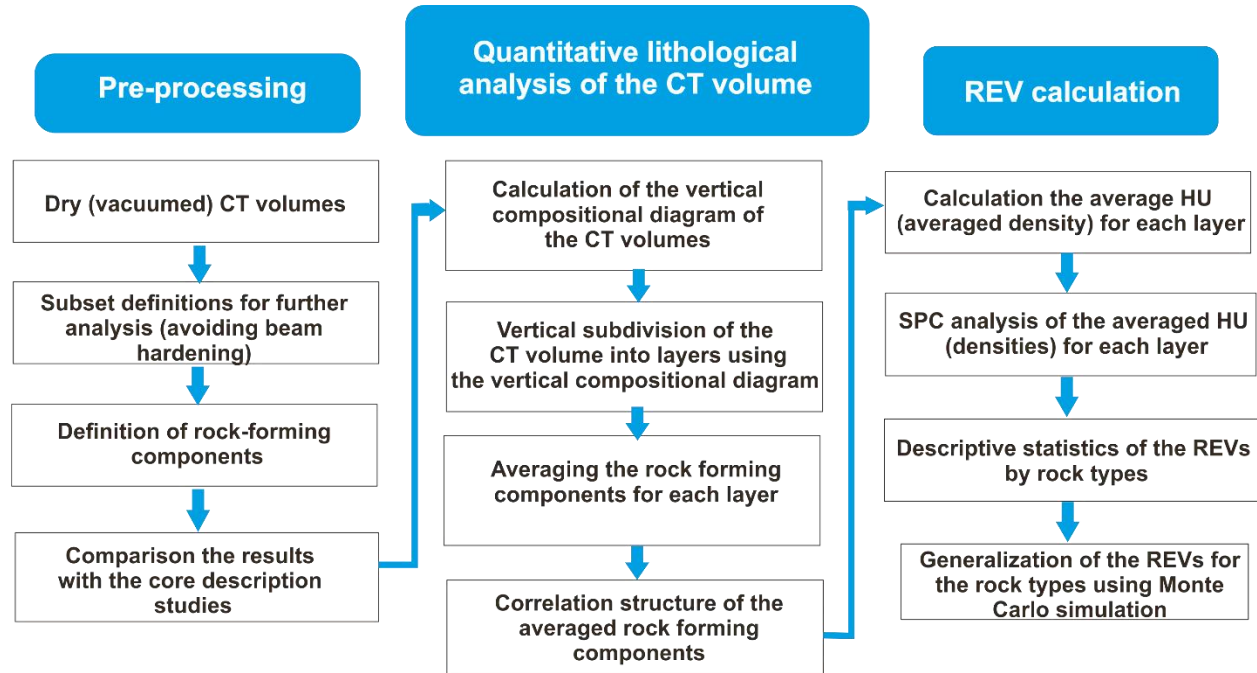 Pre-processing
Dry (vacuumed) CT volumes
Subset definitions for further
analysis (avoiding beam
hardening)
Definition of rock-forming
components
Comparison the results
with the core description
studies
Quantitative lithological
analysis of the CT volume
Calculation of the vertical
compositional diagram of
the CT volumes
Vertical subdivision of the
CT volume into layers using
the vertical compositional diagram
Averaging the rock forming
components for each layer
Correlation structure of the
averaged rock forming
components
REV calculation
Calculation the average HU
(averaged density) for each layer
SPC analysis of the averaged HU
(densities) for each layer
Descriptive statistics of the REVs
by rock types
Generalization of the REVs for
the rock types using Monte
Carlo simulation